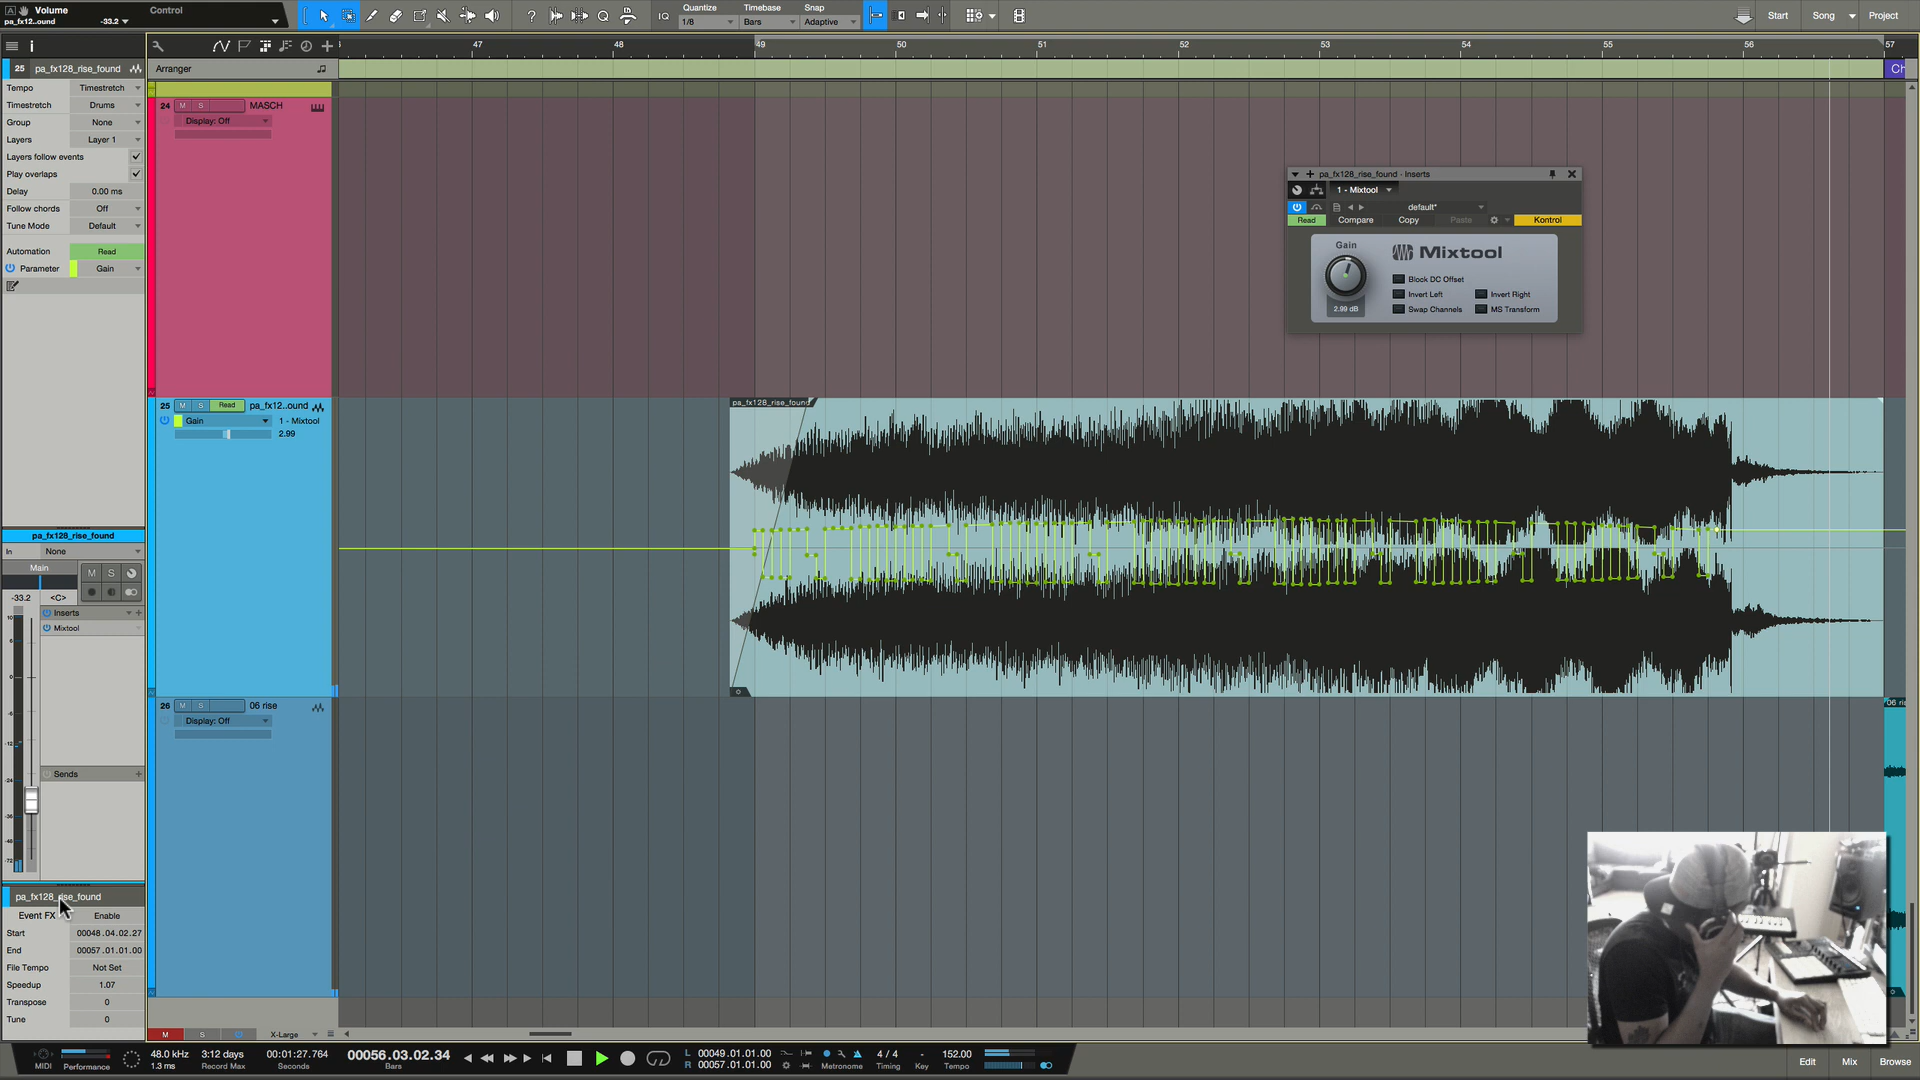 Volume
pa_fx12..ound -33.2
Control
IQ
Quantize
1/8
Timebase
Bars
Snap
Adaptive
Start Song Project
25 pa_fx128_rise_found
Tempo Timestretch
Timestretch Drums
Group None
Layers Layer 1
Layers follow events
Play overlaps
Delay 0.00 ms
Follow chords Off
Tune Mode Default
Automation Read
Parameter Gain
Arranger
47 48 49 50 51 52 53 54 55 56 57
Ch
24 M S MASCH
Display: Off
pa_fx128_rise_found - Inserts
1 - Mixtool
default*
Read Compare Copy Paste Kontrol
Gain
2.99 dB
Mixtool
Block DC Offset
Invert Left Invert Right
Swap Channels MS Transform
25 M S Read pa_fx12..ound
Gain 1 - Mixtool
2.99
pa_fx128_rise_found
pa_fx128_rise_found
In None
Main
M S
-33.2 <C>
Inserts
Mixtool
Sends
26 M S 06 rise
Display: Off
06 ri
pa_fx128_rise_found
Event FX Enable
Start 00048.04.02.27
End 00057.01.01.00
File Tempo Not Set
Speedup 1.07
Transpose 0
Tune 0
M S X-Large
MIDI
Performance
48.0 kHz
1.3 ms
3:12 days
Record Max
00:01:27.764
Seconds
00056.03.02.34
Bars
L 00049.01.01.00
R 00057.01.01.00
Metronome
4 / 4
Timing
-
Key
152.00
Tempo
Edit Mix Browse